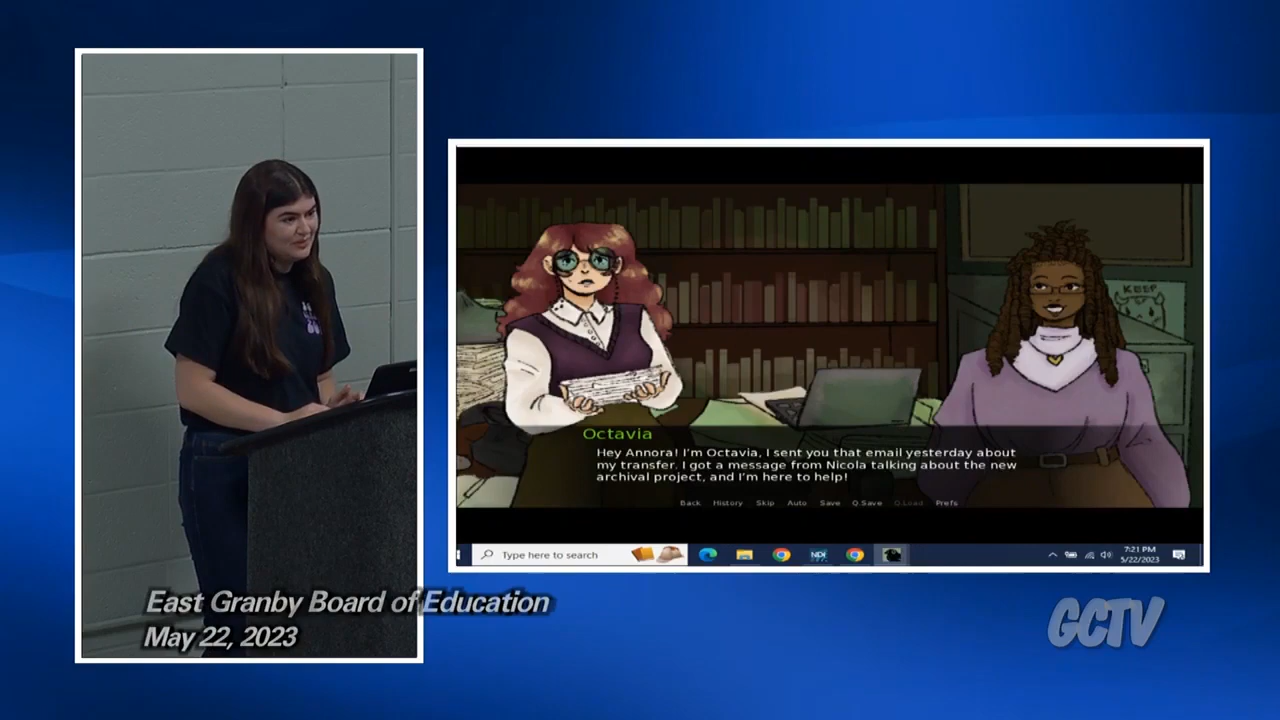 KEEP
Octavia
Hey Annora! I'm Octavia, I sent you that email yesterday about
my transfer. I got a message from Nicola talking about the new
archival project, and I'm here to help!
Back History Skip Auto Save Q.Save Q.Load Prefs
Type here to search
NDI
7:21 PM
5/22/2023
East Granby Board of Education
May 22, 2023
GCTV